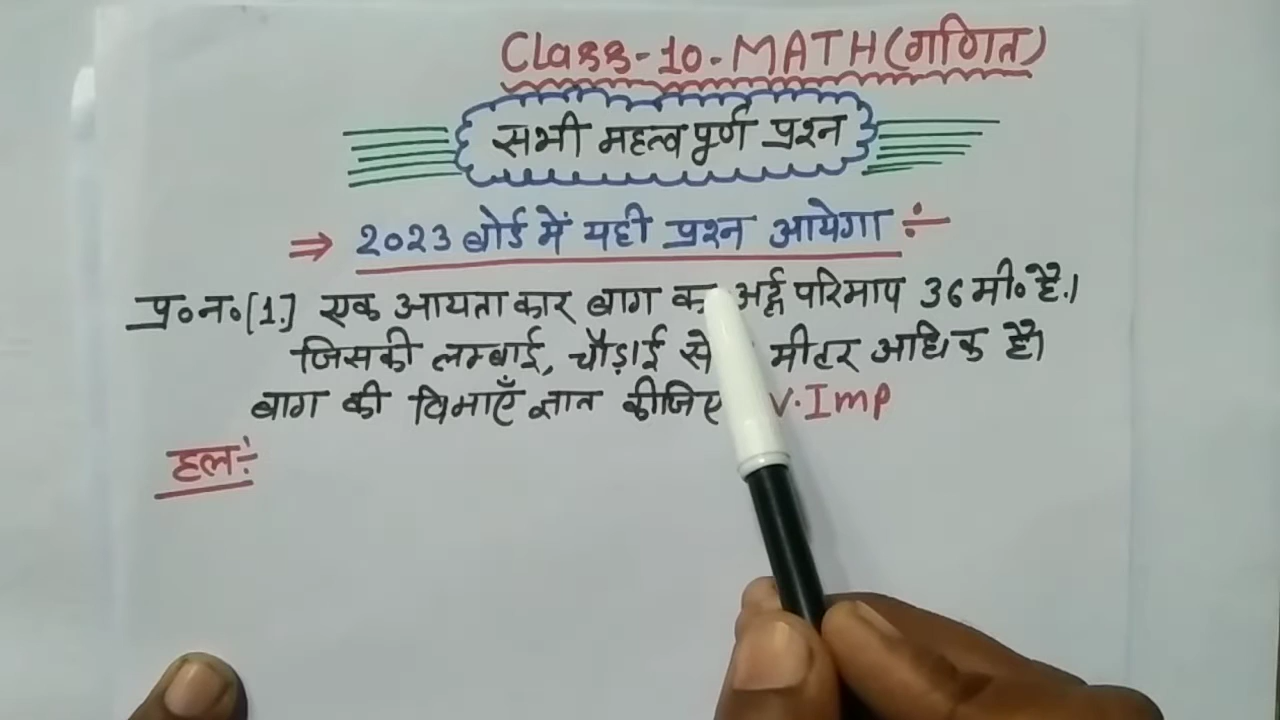 Class-10-MATH(गणित)
सभी महत्वपूर्ण प्रश्न
⇒ 2023 बोर्ड में यही प्रश्न आयेगा ÷
प्र०न०[1.] एक आयताकार बाग का अर्द्ध परिमाप 36 मी० है।
जिसकी लम्बाई, चौड़ाई से मीटर अधिक है।
बाग की विमाएँ ज्ञात कीजिए V.Imp
हल÷